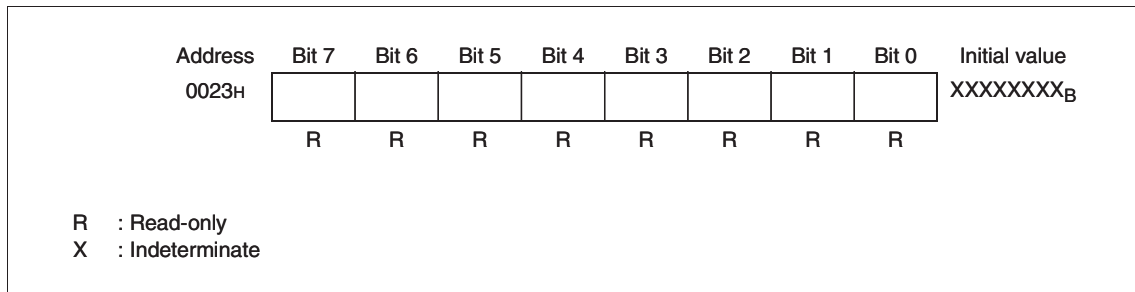 Address Bit 7 Bit 6 Bit 5 Bit 4 Bit 3 Bit 2 Bit 1 Bit 0 Initial value
0023H XXXXXXXXB
R R R R R R R R
R : Read-only
X : Indeterminate